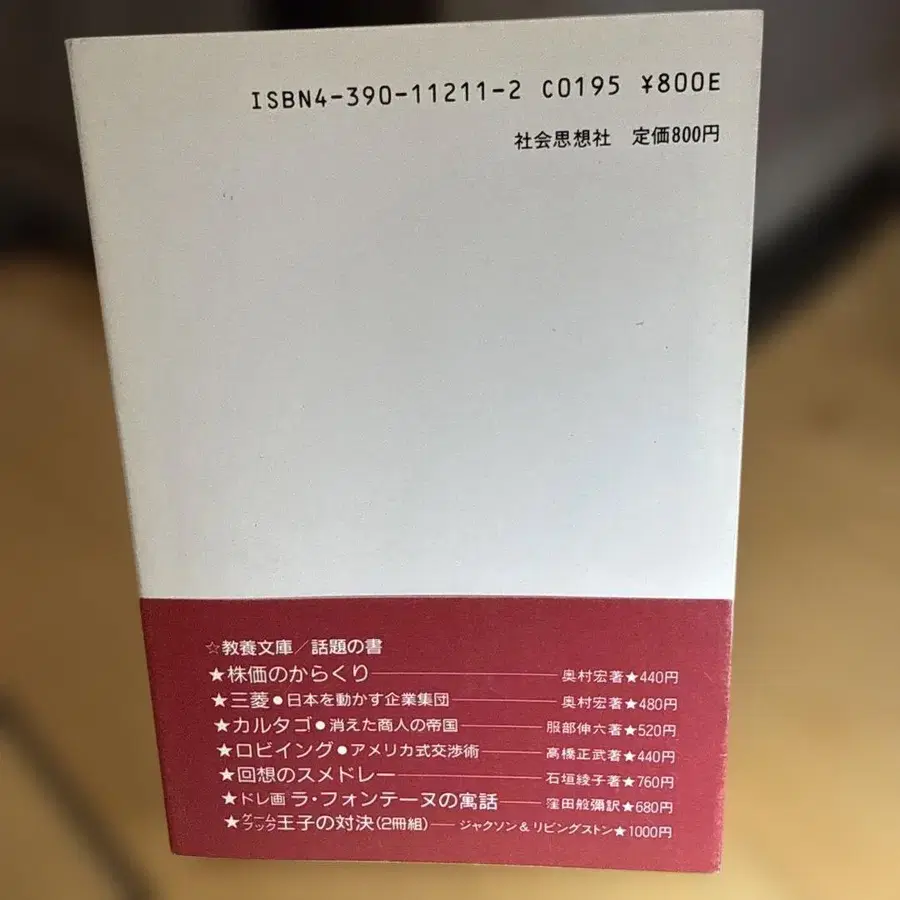 ISBN4-390-11211-2 C0195 ¥800E
社会思想社 定価800円
☆教養文庫/話題の書
★株価のからくり――奥村宏著★440円
★三菱●日本を動かす企業集団――奥村宏著★480円
★カルタゴ●消えた商人の帝国――服部伸六著★520円
★ロビイング●アメリカ式交渉術――高橋正武著★440円
★回想のスメドレー――石垣綾子著★760円
★ドレ画 ラ・フォンテーヌの寓話――窪田般彌訳★680円
★ゲームブック 王子の対決(2冊組)――ジャクソン&リビングストン★1000円